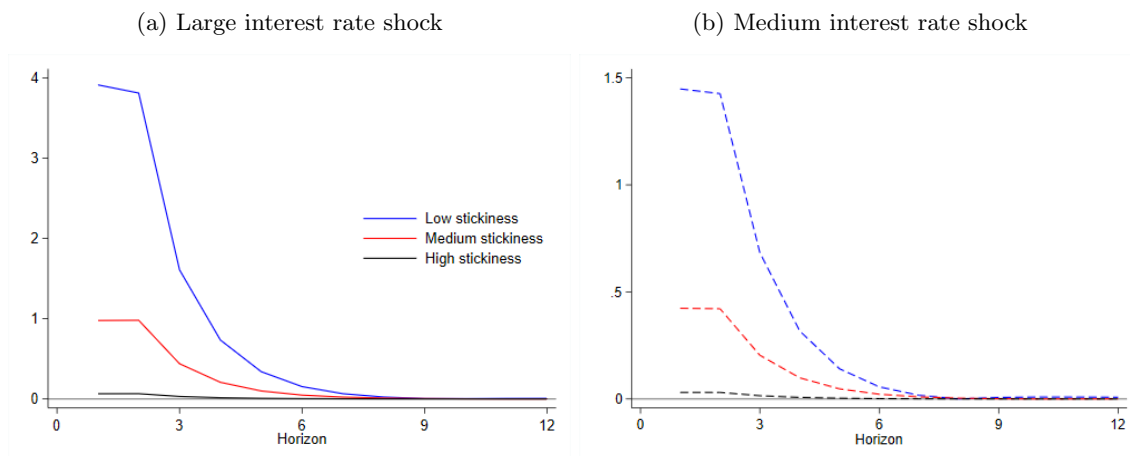 (a) Large interest rate shock
4
3
2
1
0
0 3 6 9 12
Horizon
Low stickiness
Medium stickiness
High stickiness
(b) Medium interest rate shock
1.5
1
.5
0
0 3 6 9 12
Horizon